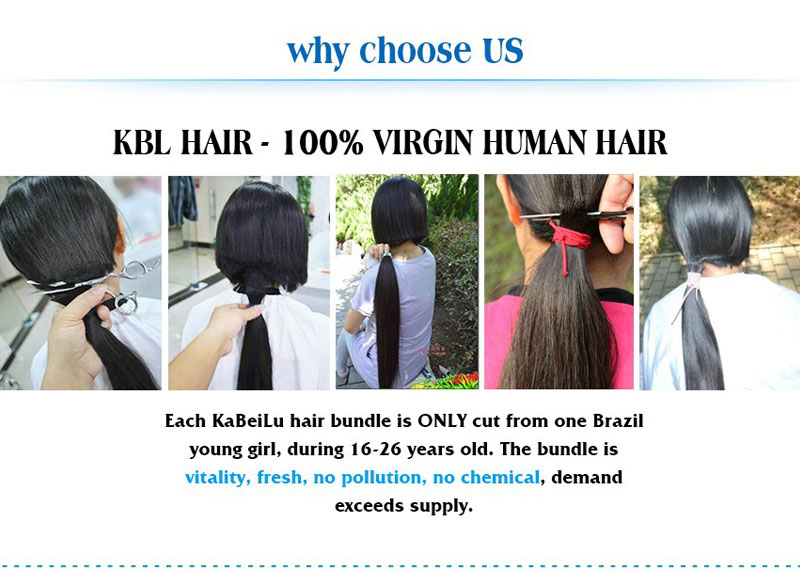 why choose US
KBL HAIR - 100% VIRGIN HUMAN HAIR
Each KaBeiLu hair bundle is ONLY cut from one Brazil
young girl, during 16-26 years old. The bundle is
vitality, fresh, no pollution, no chemical, demand
exceeds supply.